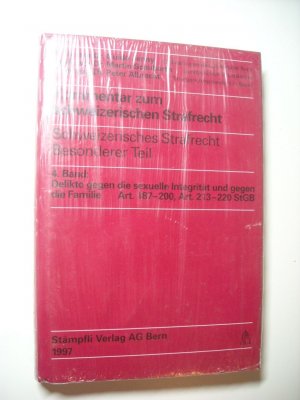 Martin Schubarth
Dr. Peter Albrecht
Kommentar zum
schweizerischen Strafrecht
Schweizerisches Strafrecht
Besonderer Teil
4. Band:
Delikte gegen die sexuelle Integrität und gegen
die Familie Art. 187–200, Art. 213–220 StGB
Stämpfli Verlag AG Bern
1997